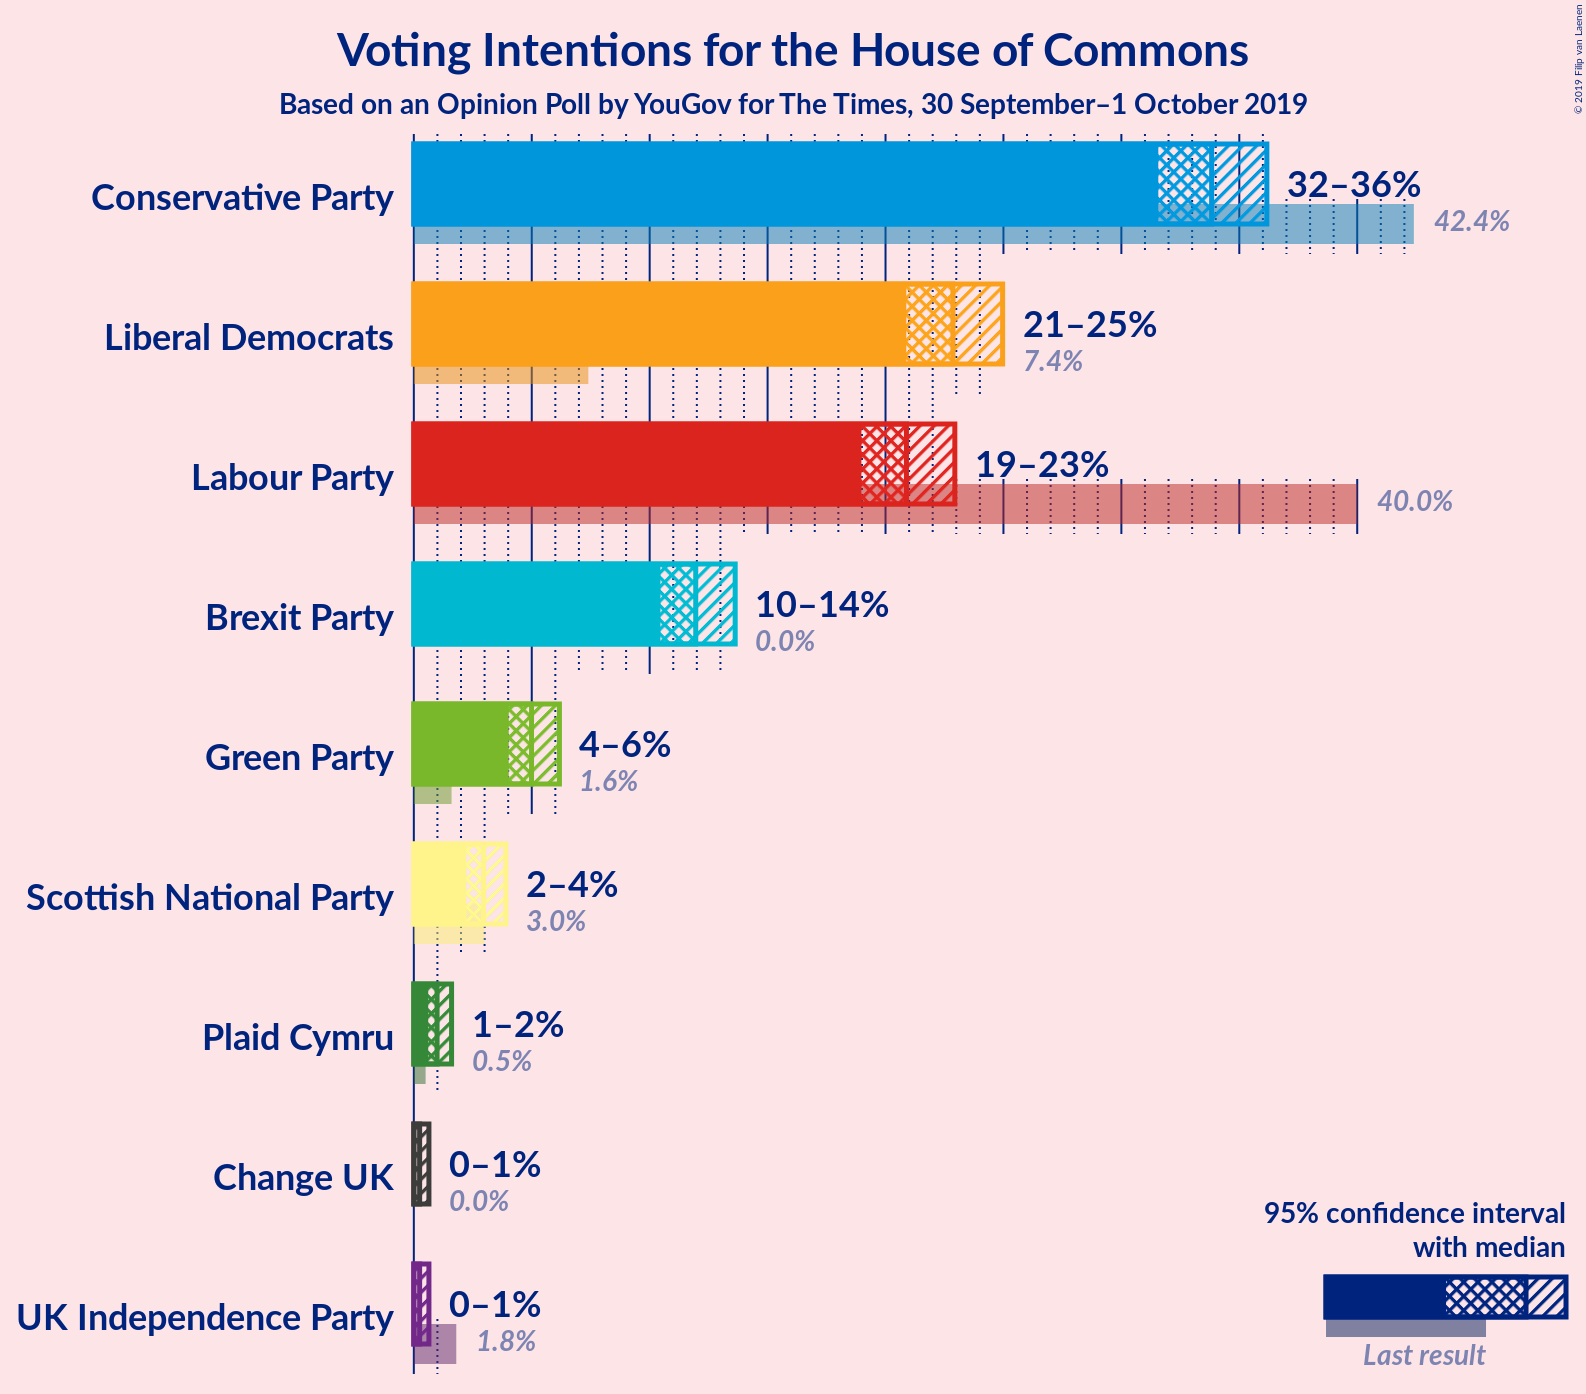 Voting Intentions for the House of Commons
Based on an Opinion Poll by YouGov for The Times, 30 September–1 October 2019
© 2019 Filip van Laenen
Conservative Party
32–36%
42.4%
Liberal Democrats
21–25%
7.4%
Labour Party
19–23%
40.0%
Brexit Party
10–14%
0.0%
Green Party
4–6%
1.6%
Scottish National Party
2–4%
3.0%
Plaid Cymru
1–2%
0.5%
Change UK
0–1%
0.0%
UK Independence Party
0–1%
1.8%
95% confidence interval
with median
Last result